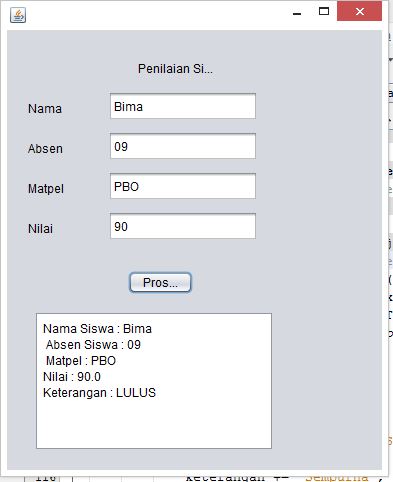 Penilaian Si...
Nama Bima
Absen 09
Matpel PBO
Nilai 90
Pros...
Nama Siswa : Bima
Absen Siswa : 09
Matpel : PBO
Nilai : 90.0
Keterangan : LULUS
Keterangan += "Sempurna";